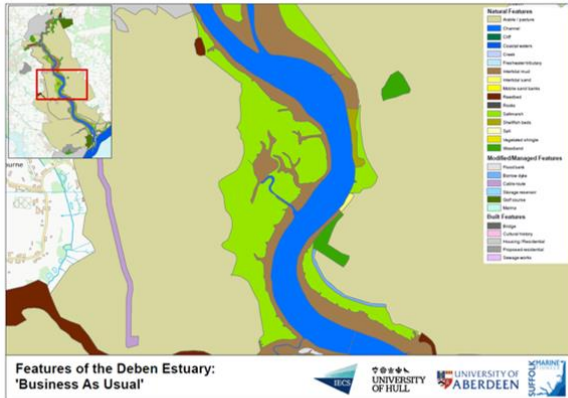 Natural Features
Arable / pasture
Channel
Cliff
Coastal waters
Creek
Freshwater tributary
Intertidal mud
Intertidal sand
Mobile sand banks
Reedbed
Rocks
Saltmarsh
Shellfish beds
Spit
Vegetated shingle
Woodland
Modified/Managed Features
Floodbank
Borrow dyke
Cable route
Storage reservoir
Golf course
Marina
Built Features
Bridge
Cultural history
Housing / Residential
Proposed residential
Sewage works
ourne
Features of the Deben Estuary:
'Business As Usual'
IECS
UNIVERSITY
OF HULL
UNIVERSITY OF
ABERDEEN
SUFFOLK
MARINE